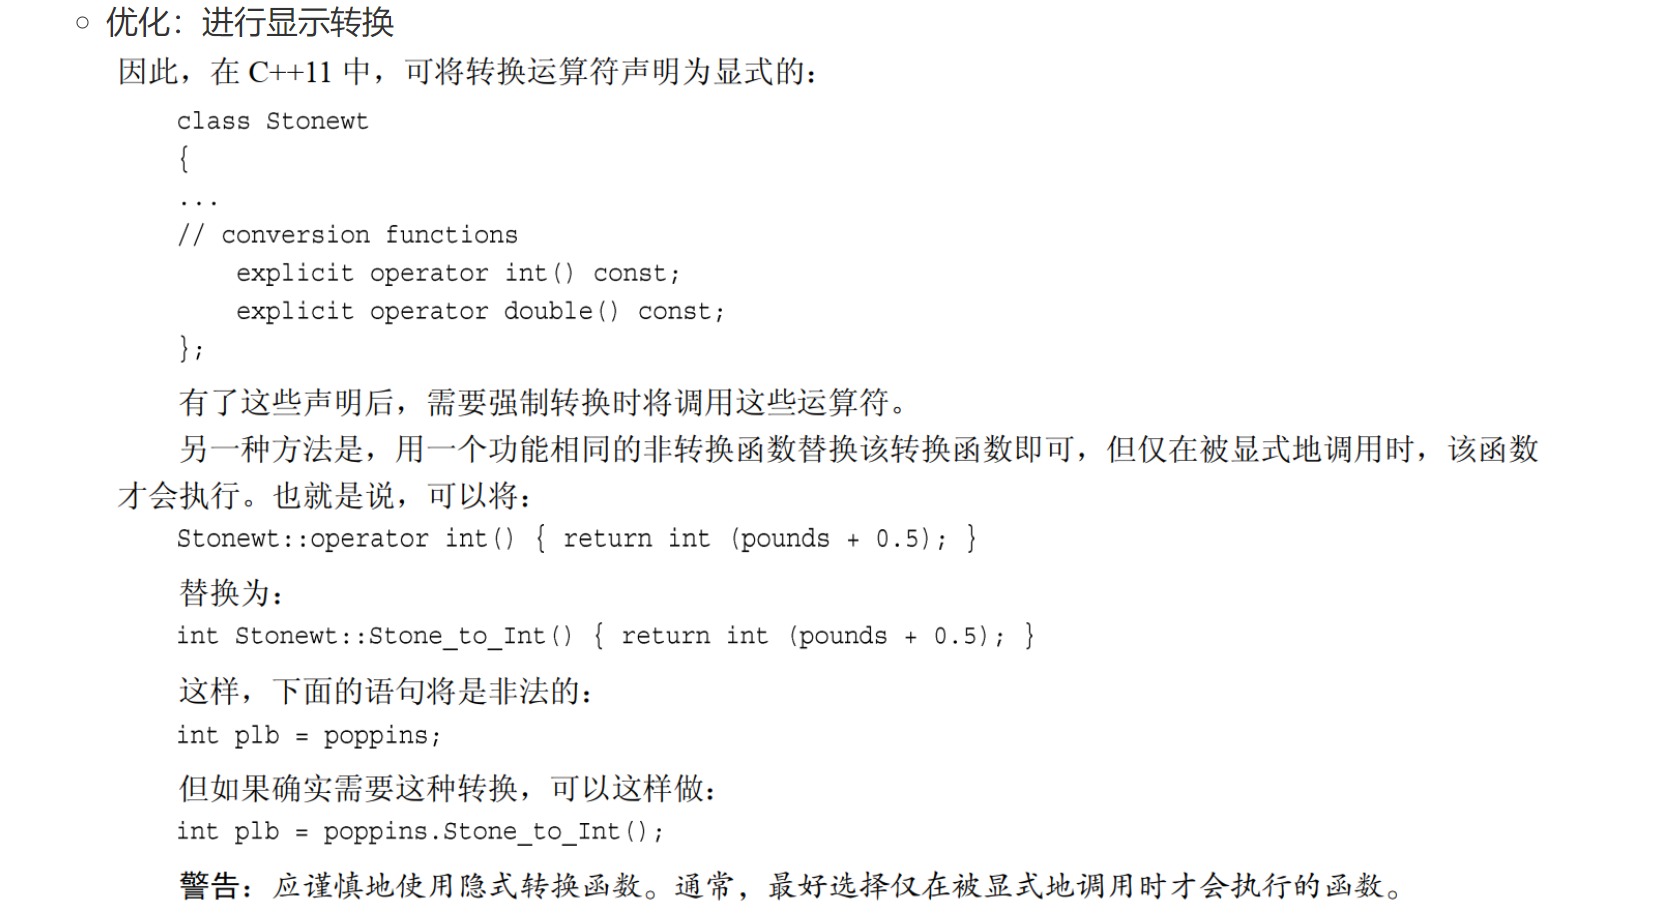 优化：进行显示转换
因此，在 C++11 中，可将转换运算符声明为显式的：
class Stonewt
{
...
// conversion functions
explicit operator int() const;
explicit operator double() const;
};
有了这些声明后，需要强制转换时将调用这些运算符。
另一种方法是，用一个功能相同的非转换函数替换该转换函数即可，但仅在被显式地调用时，该函数
才会执行。也就是说，可以将：
Stonewt::operator int() { return int (pounds + 0.5); }
替换为：
int Stonewt::Stone_to_Int() { return int (pounds + 0.5); }
这样，下面的语句将是非法的：
int plb = poppins;
但如果确实需要这种转换，可以这样做：
int plb = poppins.Stone_to_Int();
警告：应谨慎地使用隐式转换函数。通常，最好选择仅在被显式地调用时才会执行的函数。